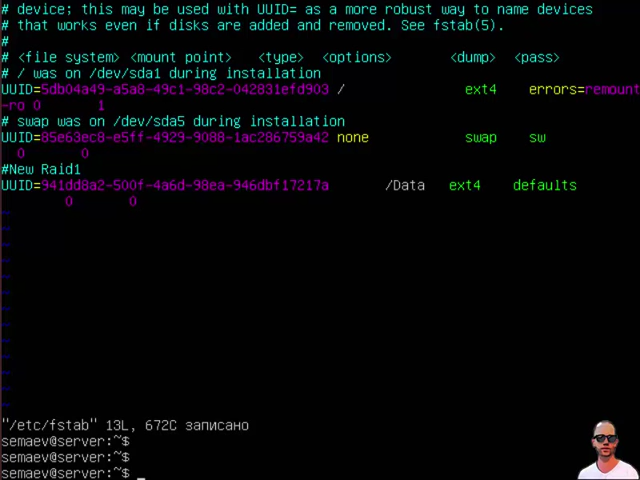 # device; this may be used with UUID= as a more robust way to name devices
# that works even if disks are added and removed. See fstab(5).
#
# <file system> <mount point>   <type>  <options>       <dump>  <pass>
# / was on /dev/sda1 during installation
UUID=5db04a49-a5a8-49c1-98c2-042831efd903 /               ext4    errors=remount
-ro 0       1
# swap was on /dev/sda5 during installation
UUID=85e63ec8-e5ff-4929-9088-1ac286759a42 none            swap    sw
  0       0
#New Raid1
UUID=941dd8a2-500f-4a6d-98ea-946dbf17217a       /Data   ext4    defaults
        0       0
~
~
~
~
~
~
~
~
~
~
~
~
~
"/etc/fstab" 13L, 672C записано
semaev@server:~$
semaev@server:~$
semaev@server:~$